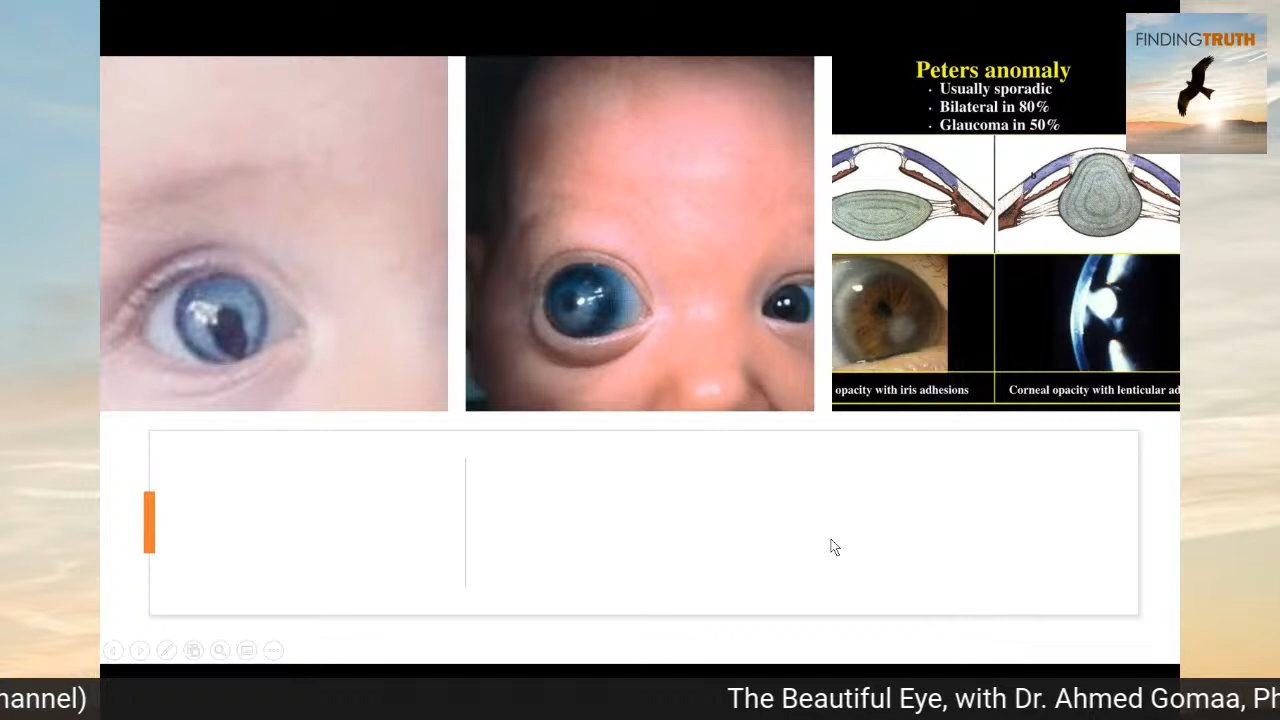 FINDINGTRUTH
Peters anomaly
· Usually sporadic
· Bilateral in 80%
· Glaucoma in 50%
opacity with iris adhesions
Corneal opacity with lenticular ad
hannel)
The Beautiful Eye, with Dr. Ahmed Gomaa, Ph